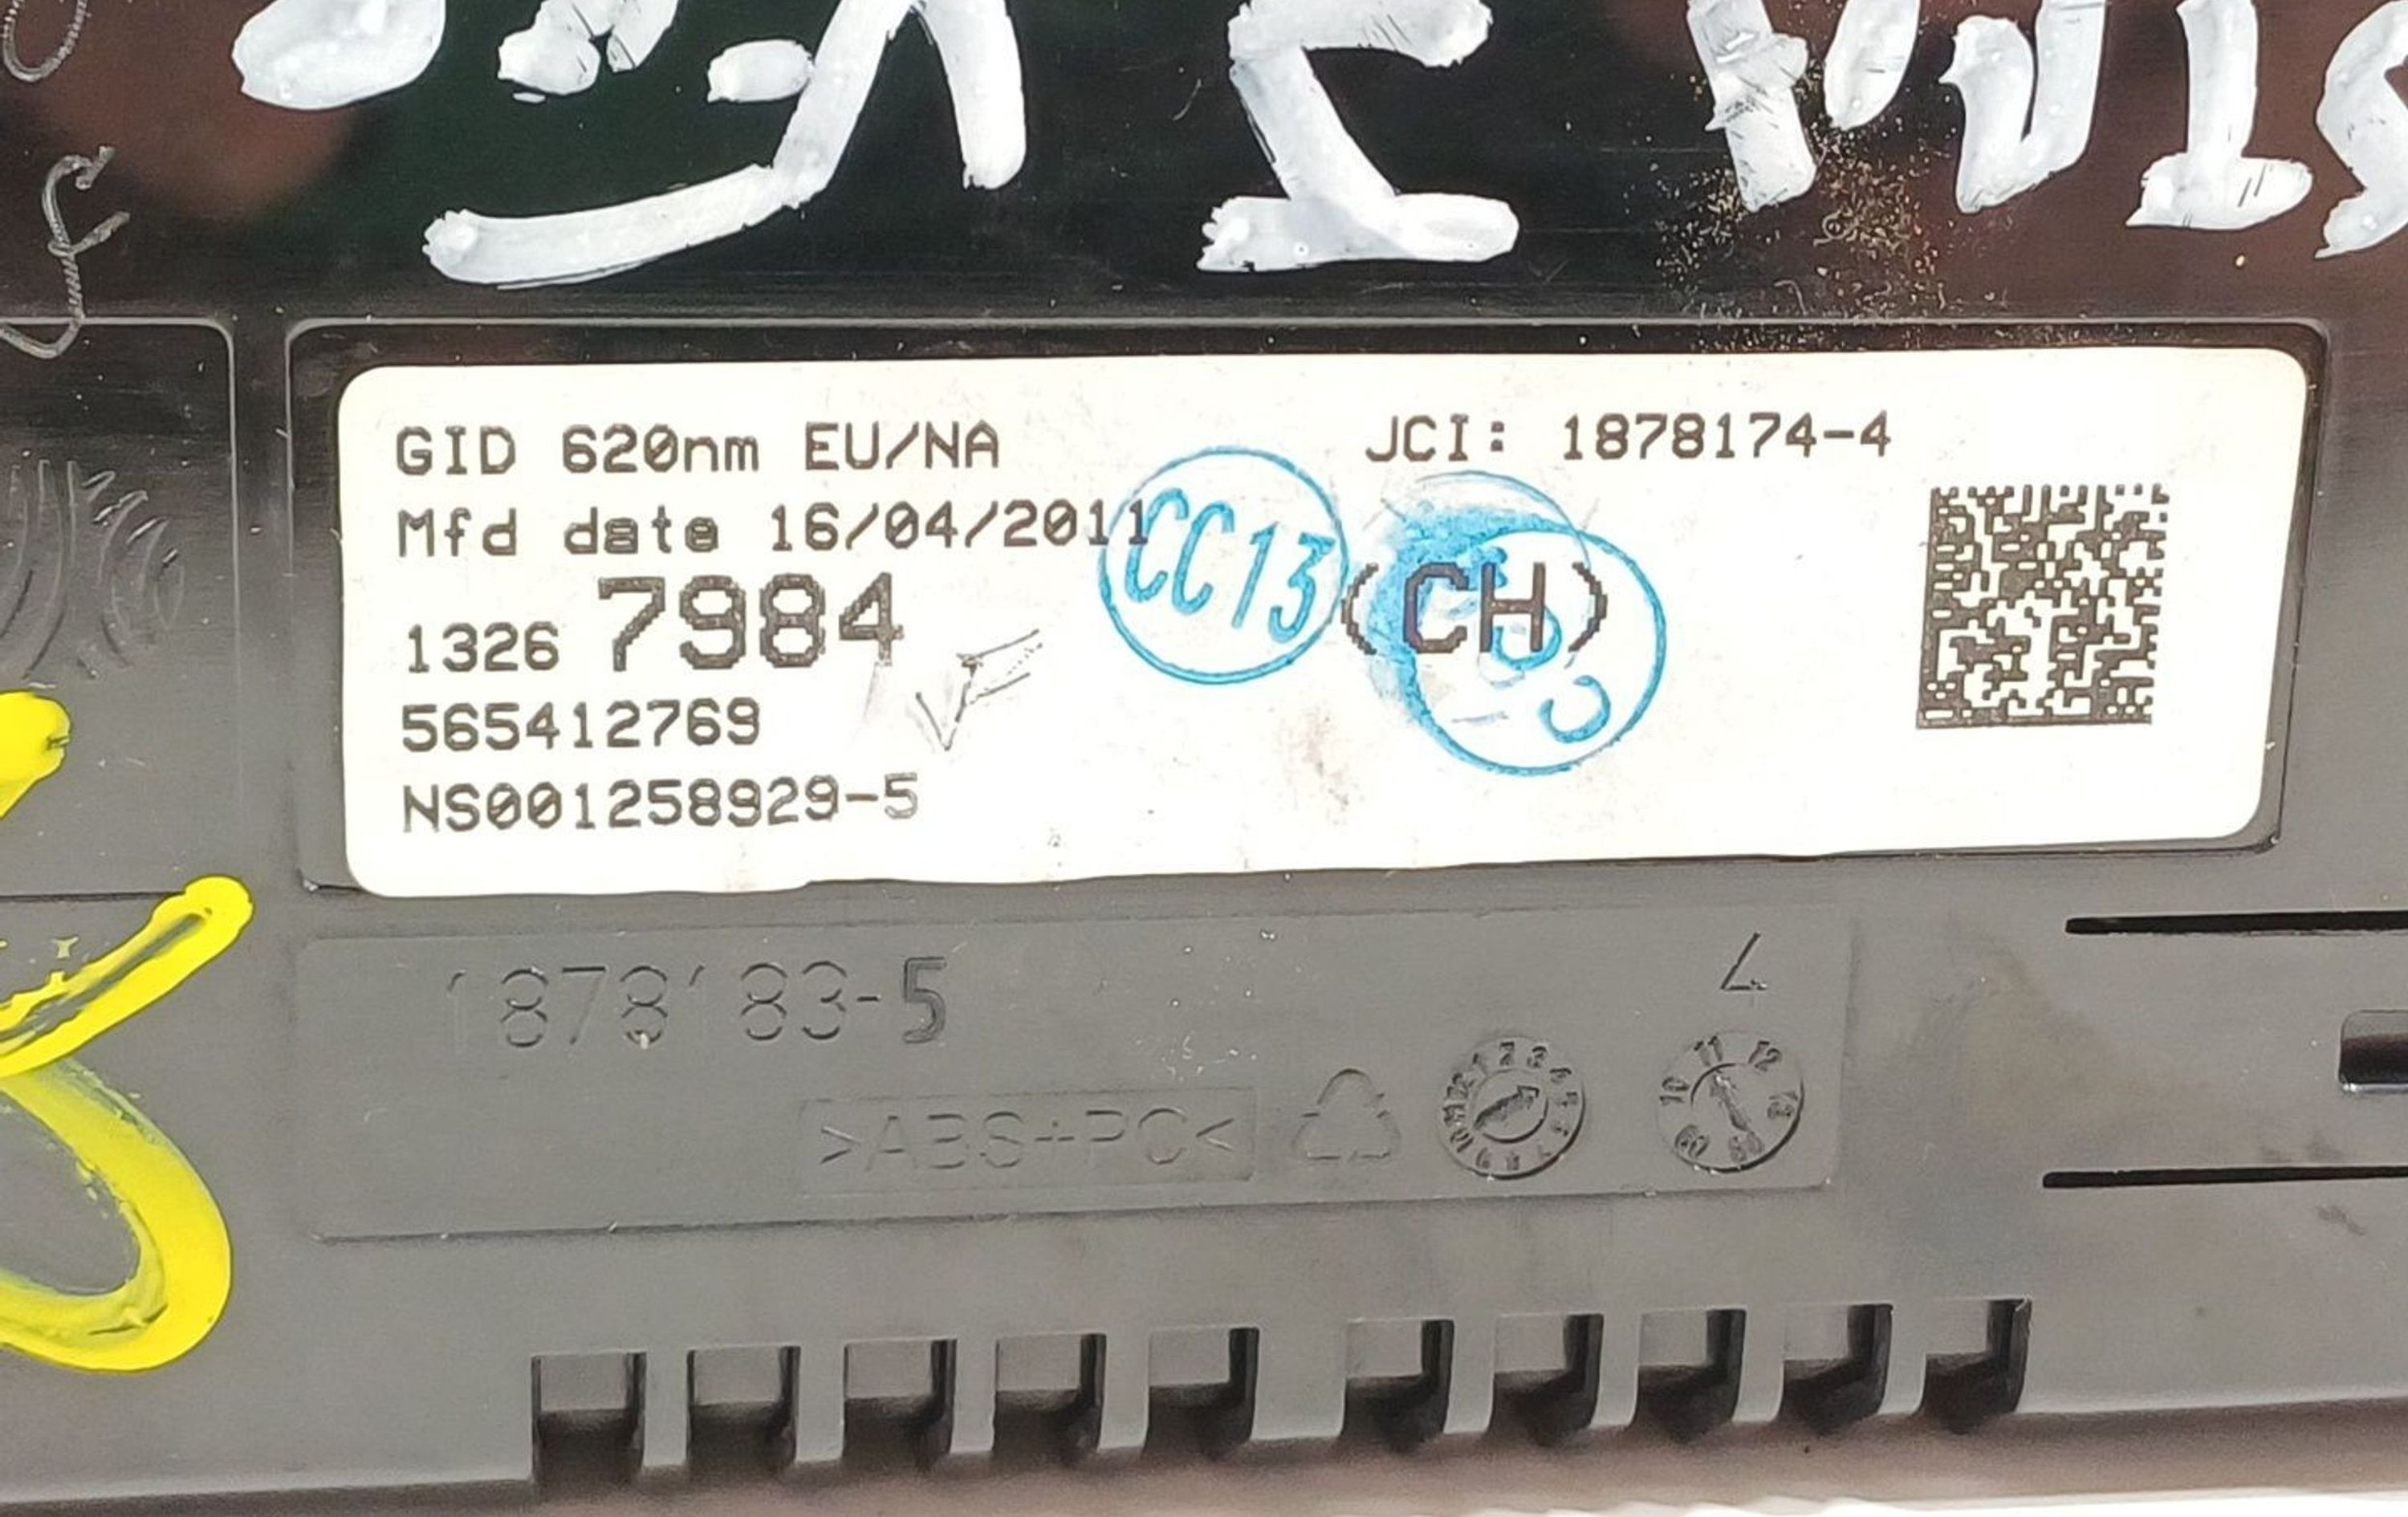 GID 620nm EU/NA JCI: 1878174-4
Mfd date 16/04/2011
CC13
(CH)
1326 7984
565412769
NS001258929-5
1878183-5
>ABS+PC<